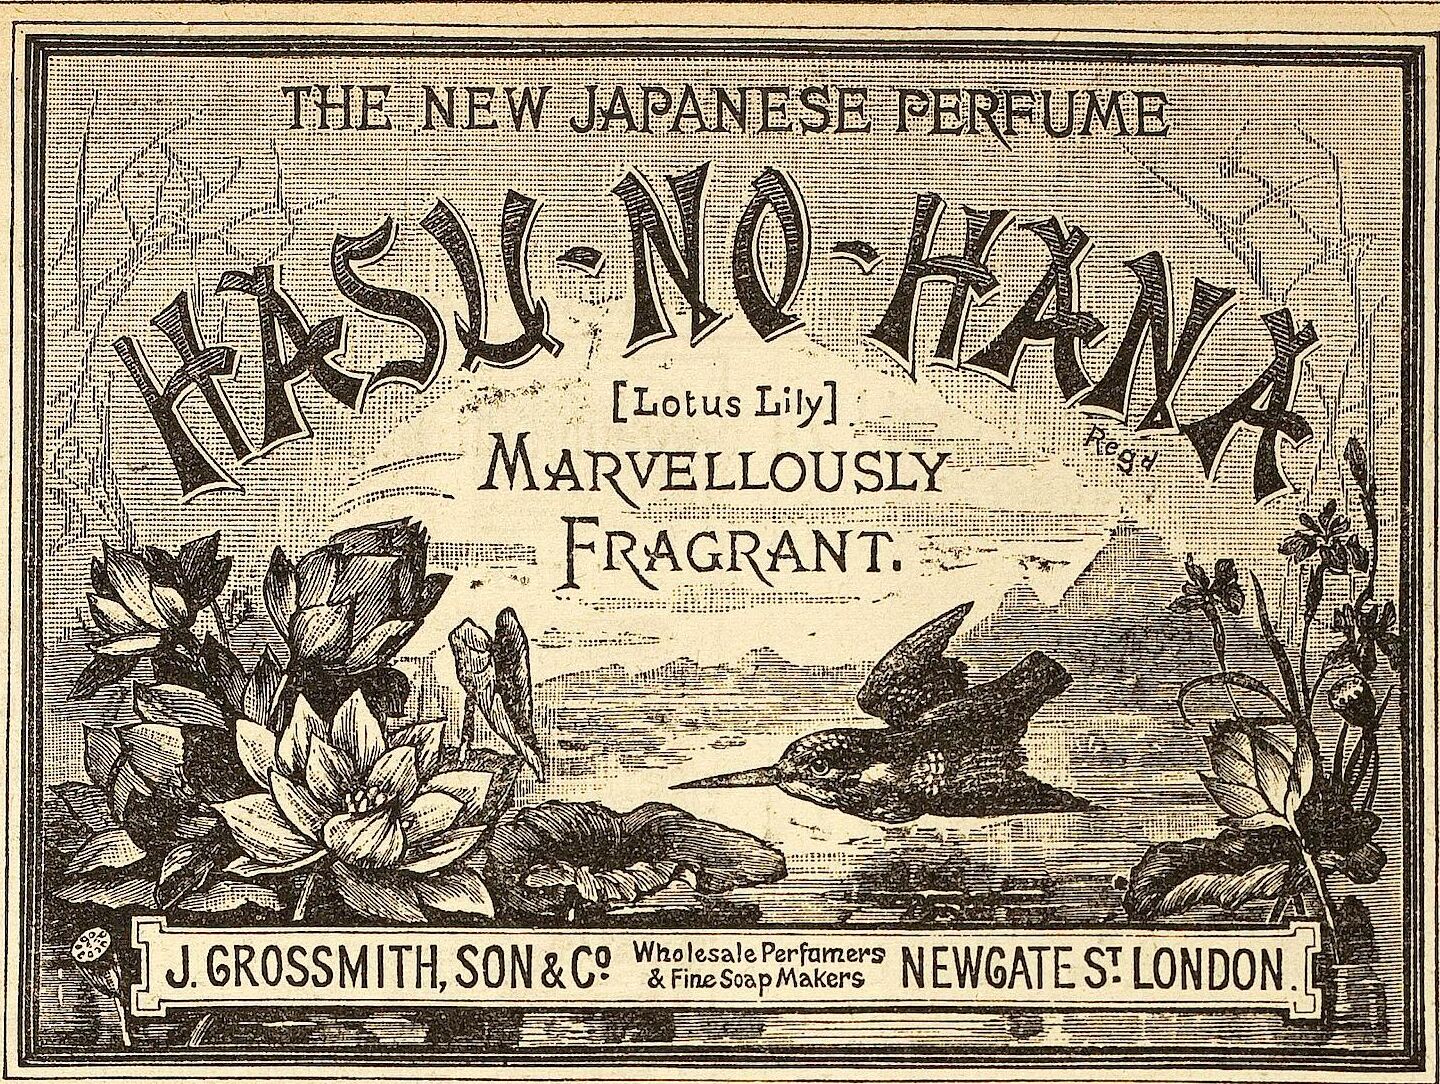 THE NEW JAPANESE PERFUME
HASU-NO-HANA
Regd
[Lotus Lily]
MARVELLOUSLY
FRAGRANT.
J. GROSSMITH, SON & Co. Wholesale Perfumers & Fine Soap Makers NEWGATE ST. LONDON.